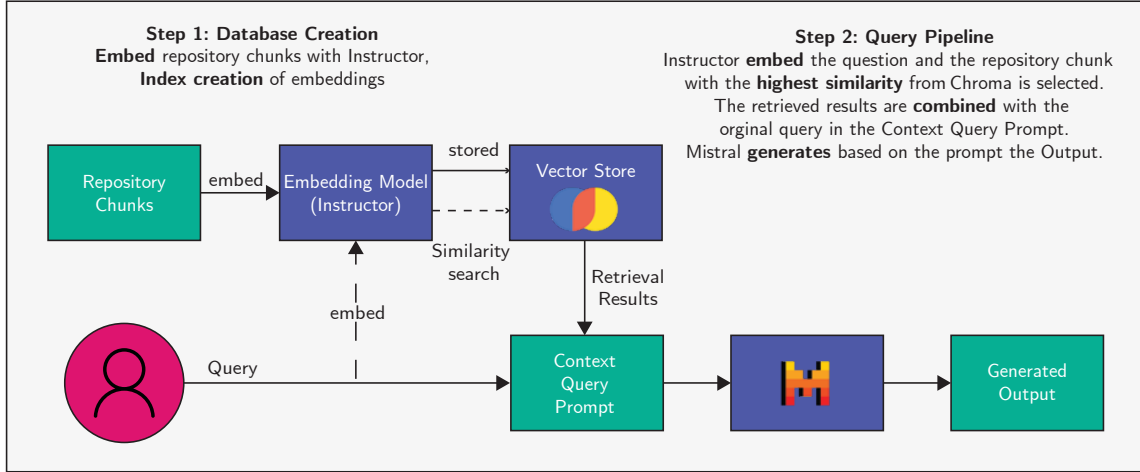 Step 1: Database Creation
Embed repository chunks with Instructor,
Index creation of embeddings
Step 2: Query Pipeline
Instructor embed the question and the repository chunk
with the highest similarity from Chroma is selected.
The retrieved results are combined with the
orginal query in the Context Query Prompt.
Mistral generates based on the prompt the Output.
Repository
Chunks
embed
Embedding Model
(Instructor)
stored
Similarity
search
Vector Store
embed
Retrieval
Results
Query
Context
Query
Prompt
Generated
Output